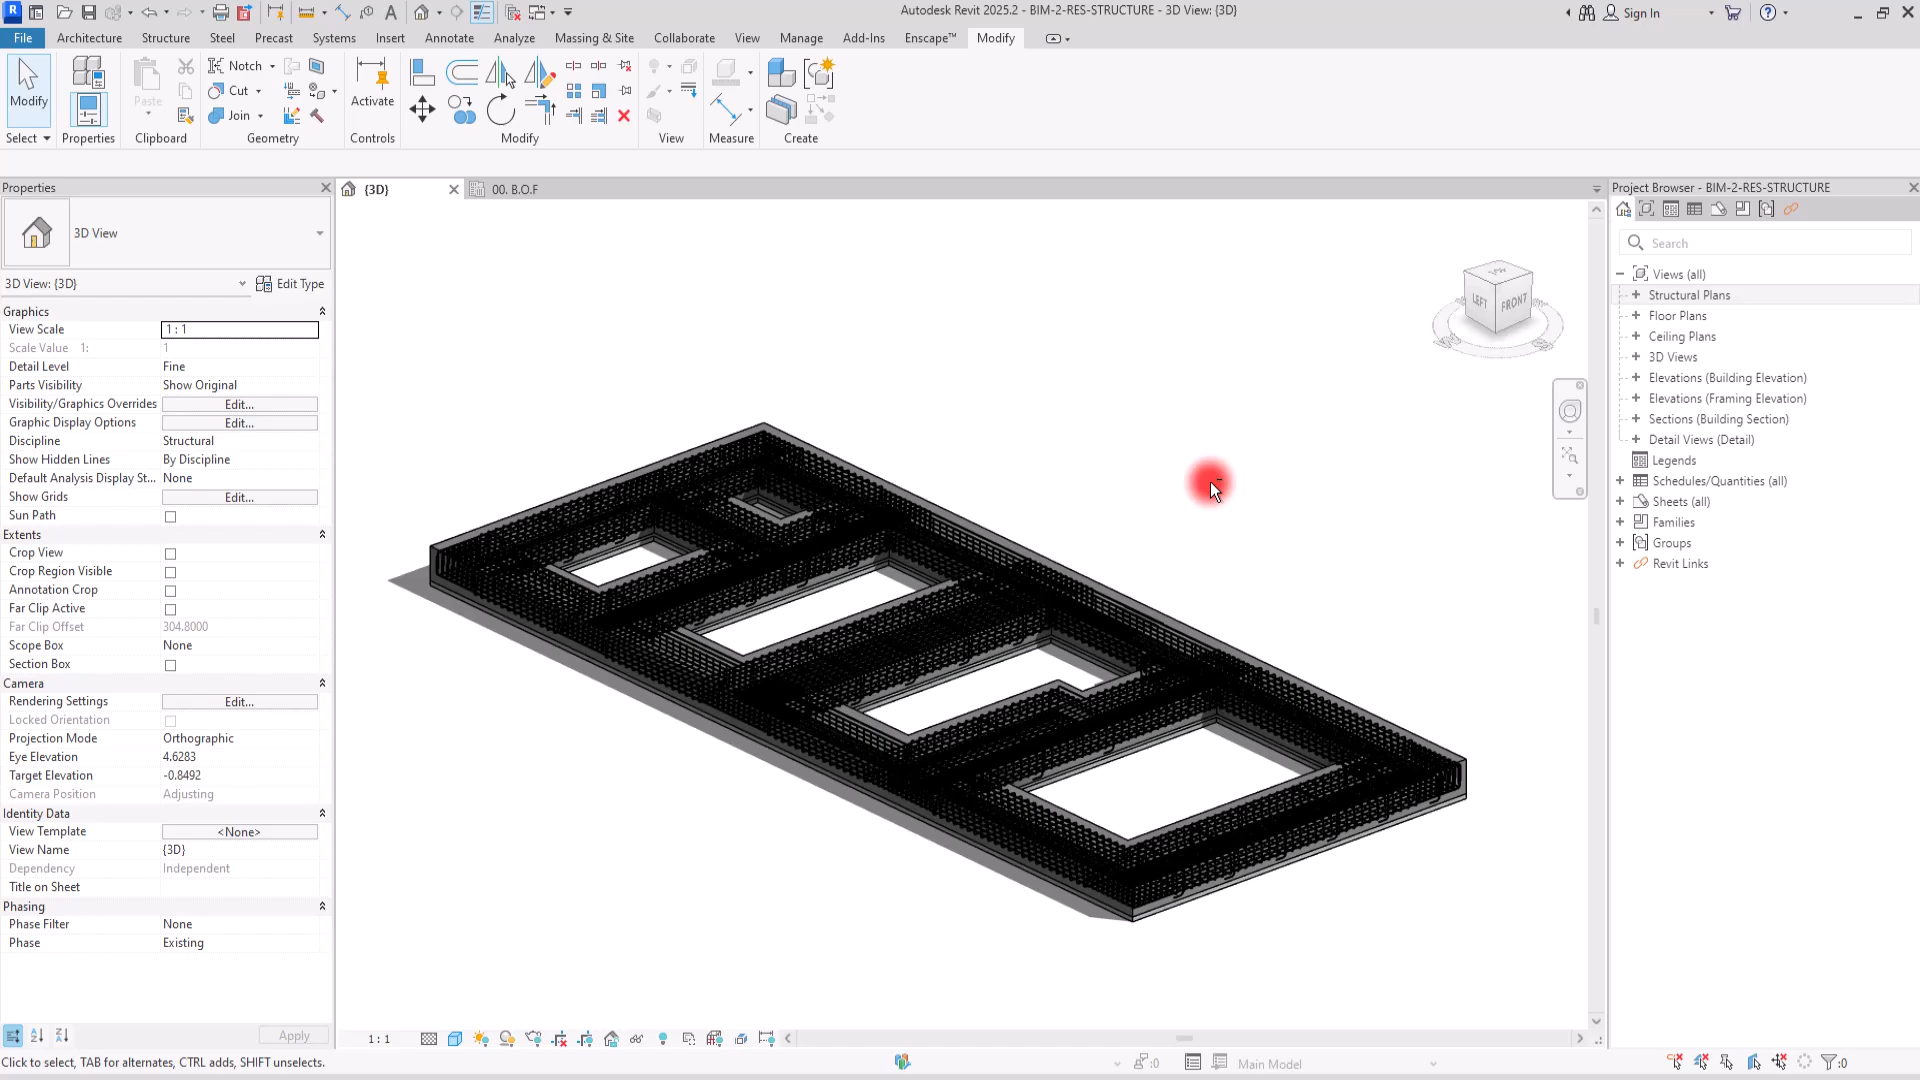 Autodesk Revit 2025.2 - BIM-2-RES-STRUCTURE - 3D View: {3D}
Sign In
File Architecture Structure Steel Precast Systems Insert Annotate Analyze Massing & Site Collaborate View Manage Add-Ins Enscape™ Modify
Modify
Paste
Notch
Cut
Join
Activate
Select Properties Clipboard Geometry Controls Modify View Measure Create
Properties
{3D}
00. B.O.F
Project Browser - BIM-2-RES-STRUCTURE
3D View
3D View: {3D}
Edit Type
Graphics
View Scale 1 : 1
Scale Value 1: 1
Detail Level Fine
Parts Visibility Show Original
Visibility/Graphics Overrides Edit...
Graphic Display Options Edit...
Discipline Structural
Show Hidden Lines By Discipline
Default Analysis Display St... None
Show Grids Edit...
Sun Path
Extents
Crop View
Crop Region Visible
Annotation Crop
Far Clip Active
Far Clip Offset 304.8000
Scope Box None
Section Box
Camera
Rendering Settings Edit...
Locked Orientation
Projection Mode Orthographic
Eye Elevation 4.6283
Target Elevation -0.8492
Camera Position Adjusting
Identity Data
View Template <None>
View Name {3D}
Dependency Independent
Title on Sheet
Phasing
Phase Filter None
Phase Existing
Apply
LEFT
FRONT
Search
Views (all)
Structural Plans
Floor Plans
Ceiling Plans
3D Views
Elevations (Building Elevation)
Elevations (Framing Elevation)
Sections (Building Section)
Detail Views (Detail)
Legends
Schedules/Quantities (all)
Sheets (all)
Families
Groups
Revit Links
1 : 1
Click to select, TAB for alternates, CTRL adds, SHIFT unselects.
:0
Main Model
:0